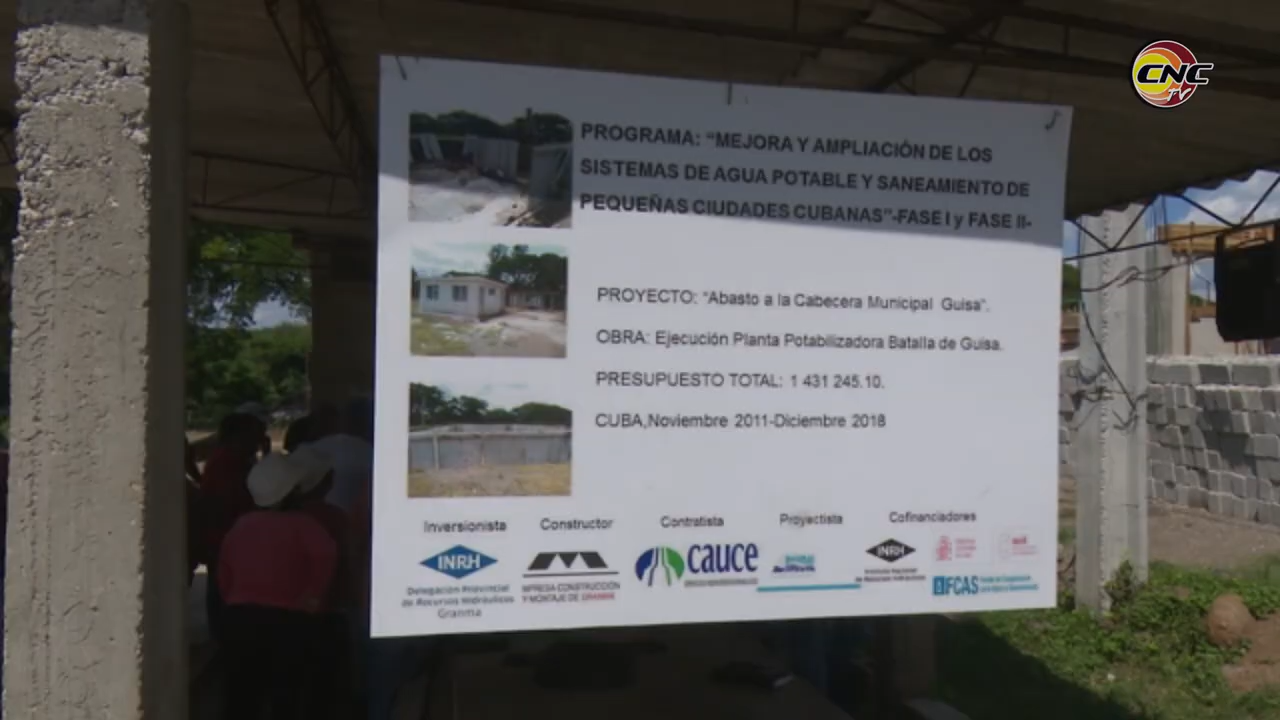 CNC
TV
PROGRAMA: “MEJORA Y AMPLIACIÓN DE LOS
SISTEMAS DE AGUA POTABLE Y SANEAMIENTO DE
PEQUEÑAS CIUDADES CUBANAS”-FASE I y FASE II-
PROYECTO: “Abasto a la Cabecera Municipal Guisa”.
OBRA: Ejecución Planta Potabilizadora Batalla de Guisa.
PRESUPUESTO TOTAL: 1 431 245.10.
CUBA,Noviembre 2011-Diciembre 2018
Inversionista Constructor Contratista Proyectista Cofinanciadores
INRH
Delegación Provincial
de Recursos Hidráulicos
Granma
EMPRESA CONSTRUCCIÓN
Y MONTAJE DE GRANMA
cauce
INRH
FCAS